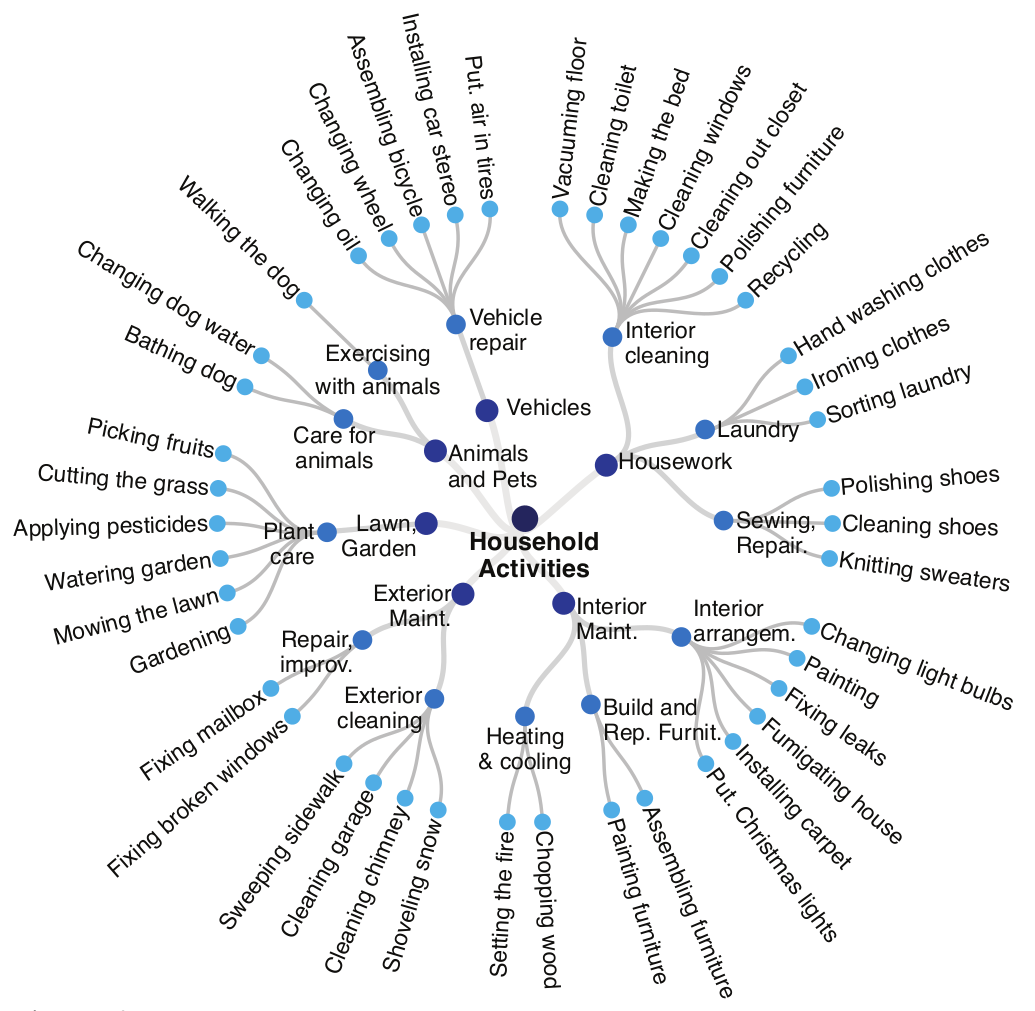 Household
Activities
Vehicles
Vehicle
repair
Changing oil
Changing wheel
Assembling bicycle
Installing car stereo
Put. air in tires
Housework
Interior
cleaning
Vacuuming floor
Cleaning toilet
Making the bed
Cleaning windows
Cleaning out closet
Polishing furniture
Recycling
Laundry
Hand washing clothes
Ironing clothes
Sorting laundry
Sewing,
Repair.
Polishing shoes
Cleaning shoes
Knitting sweaters
Interior
Maint.
Interior
arrangem.
Changing light bulbs
Painting
Fixing leaks
Fumigating house
Installing carpet
Put. Christmas lights
Build and
Rep. Furnit.
Assembling furniture
Painting furniture
Heating
& cooling
Chopping wood
Setting the fire
Exterior
Maint.
Exterior
cleaning
Shoveling snow
Cleaning chimney
Cleaning garage
Sweeping sidewalk
Repair,
improv.
Fixing broken windows
Fixing mailbox
Lawn,
Garden
Plant
care
Gardening
Mowing the lawn
Watering garden
Applying pesticides
Cutting the grass
Picking fruits
Animals
and Pets
Care for
animals
Bathing dog
Changing dog water
Exercising
with animals
Walking the dog